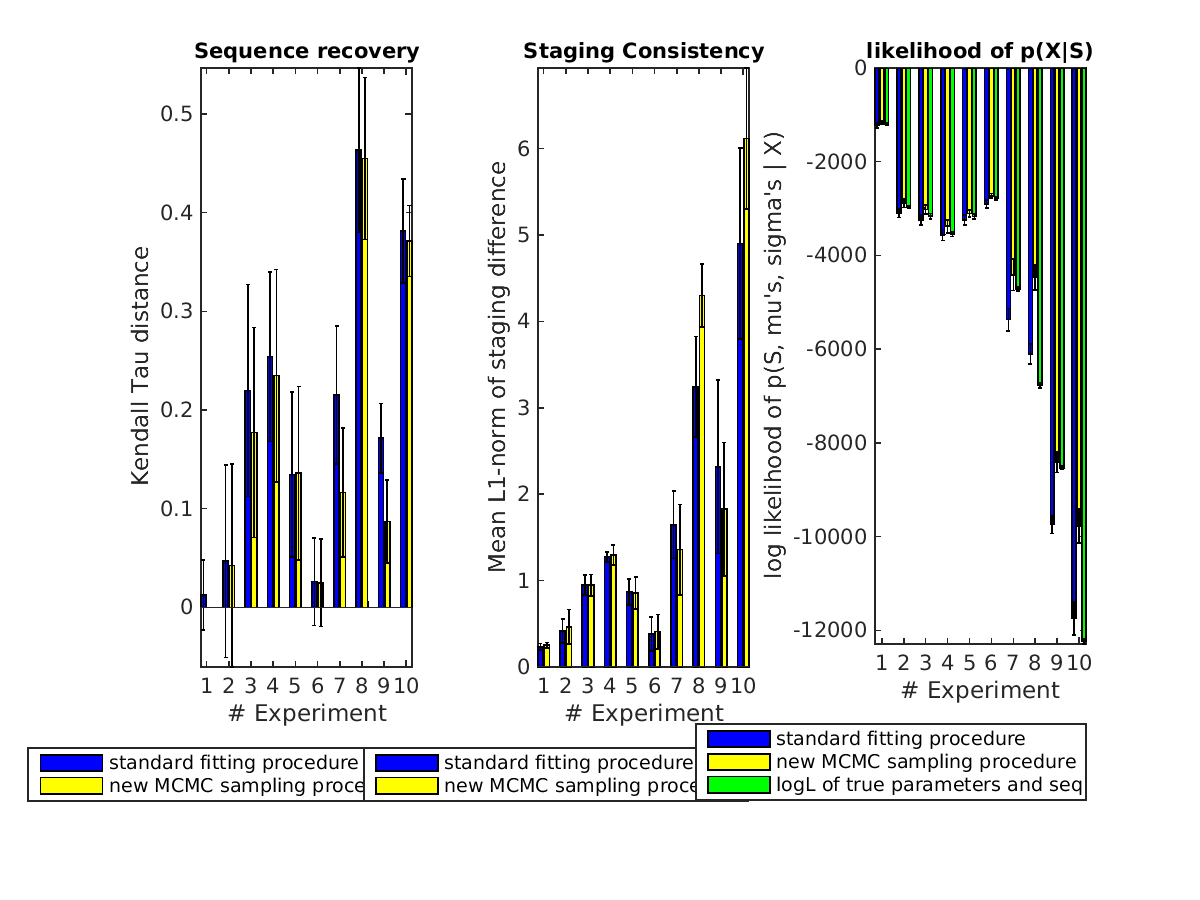 Sequence recovery
Kendall Tau distance
0.5
0.4
0.3
0.2
0.1
0
1 2 3 4 5 6 7 8 9 10
# Experiment
standard fitting procedure
new MCMC sampling proce
Staging Consistency
Mean L1-norm of staging difference
6
5
4
3
2
1
0
1 2 3 4 5 6 7 8 9 10
# Experiment
standard fitting procedure
new MCMC sampling proce
likelihood of p(X|S)
log likelihood of p(S, mu's, sigma's | X)
0
-2000
-4000
-6000
-8000
-10000
-12000
1 2 3 4 5 6 7 8 9 10
# Experiment
standard fitting procedure
new MCMC sampling procedure
logL of true parameters and seq